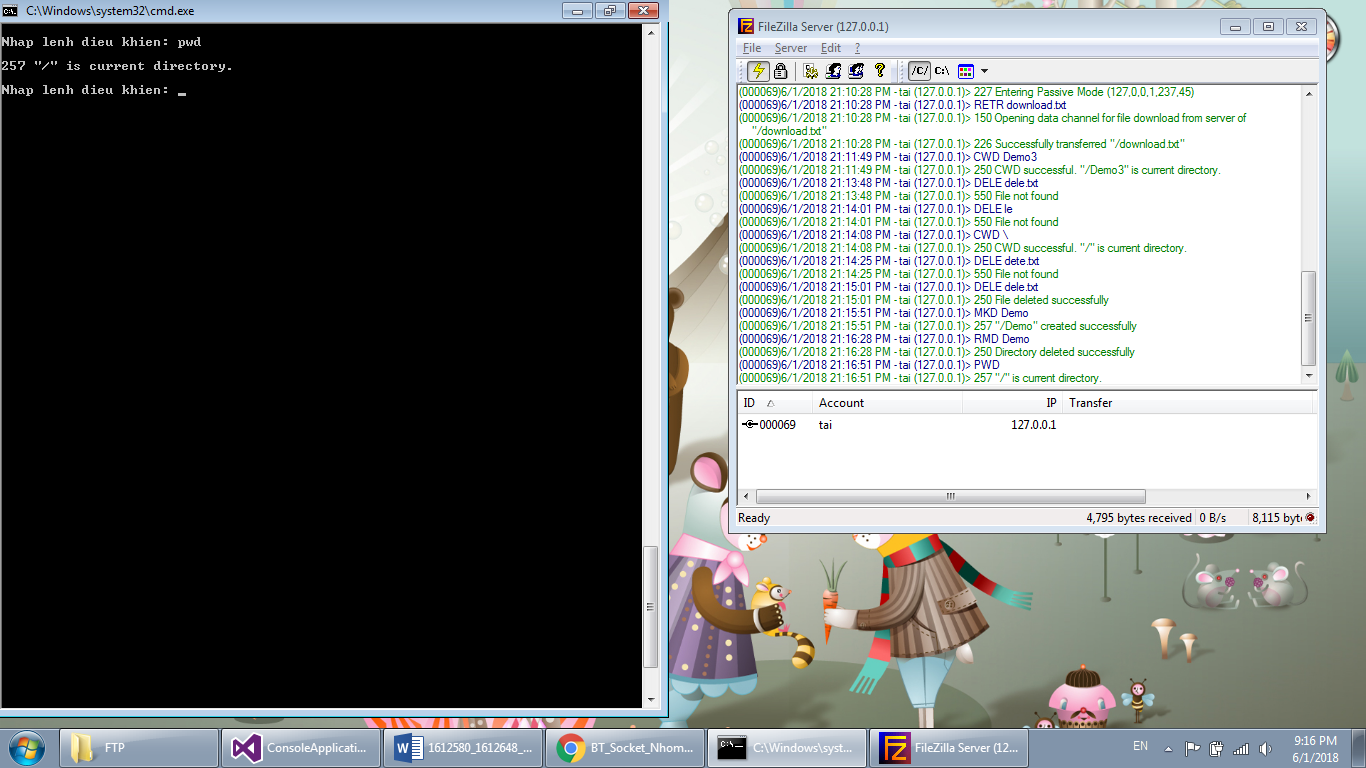 C:\Windows\system32\cmd.exe
Nhap lenh dieu khien: pwd
257 "/" is current directory.
Nhap lenh dieu khien: _
FileZilla Server (127.0.0.1)
File Server Edit ?
/C/ C:\
(000069)6/1/2018 21:10:28 PM - tai (127.0.0.1)> 227 Entering Passive Mode (127,0,0,1,237,45)
(000069)6/1/2018 21:10:28 PM - tai (127.0.0.1)> RETR download.txt
(000069)6/1/2018 21:10:28 PM - tai (127.0.0.1)> 150 Opening data channel for file download from server of
"/download.txt"
(000069)6/1/2018 21:10:28 PM - tai (127.0.0.1)> 226 Successfully transferred "/download.txt"
(000069)6/1/2018 21:11:49 PM - tai (127.0.0.1)> CWD Demo3
(000069)6/1/2018 21:11:49 PM - tai (127.0.0.1)> 250 CWD successful. "/Demo3" is current directory.
(000069)6/1/2018 21:13:48 PM - tai (127.0.0.1)> DELE dele.txt
(000069)6/1/2018 21:13:48 PM - tai (127.0.0.1)> 550 File not found
(000069)6/1/2018 21:14:01 PM - tai (127.0.0.1)> DELE le
(000069)6/1/2018 21:14:01 PM - tai (127.0.0.1)> 550 File not found
(000069)6/1/2018 21:14:08 PM - tai (127.0.0.1)> CWD \
(000069)6/1/2018 21:14:08 PM - tai (127.0.0.1)> 250 CWD successful. "/" is current directory.
(000069)6/1/2018 21:14:25 PM - tai (127.0.0.1)> DELE dete.txt
(000069)6/1/2018 21:14:25 PM - tai (127.0.0.1)> 550 File not found
(000069)6/1/2018 21:15:01 PM - tai (127.0.0.1)> DELE dele.txt
(000069)6/1/2018 21:15:01 PM - tai (127.0.0.1)> 250 File deleted successfully
(000069)6/1/2018 21:15:51 PM - tai (127.0.0.1)> MKD Demo
(000069)6/1/2018 21:15:51 PM - tai (127.0.0.1)> 257 "/Demo" created successfully
(000069)6/1/2018 21:16:28 PM - tai (127.0.0.1)> RMD Demo
(000069)6/1/2018 21:16:28 PM - tai (127.0.0.1)> 250 Directory deleted successfully
(000069)6/1/2018 21:16:51 PM - tai (127.0.0.1)> PWD
(000069)6/1/2018 21:16:51 PM - tai (127.0.0.1)> 257 "/" is current directory.
ID Account IP Transfer
000069 tai 127.0.0.1
Ready 4,795 bytes received 0 B/s 8,115 byt
FTP ConsoleApplicati... 1612580_1612648_... BT_Socket_Nhom... C:\Windows\syst... FileZilla Server (12... EN 9:16 PM
6/1/2018